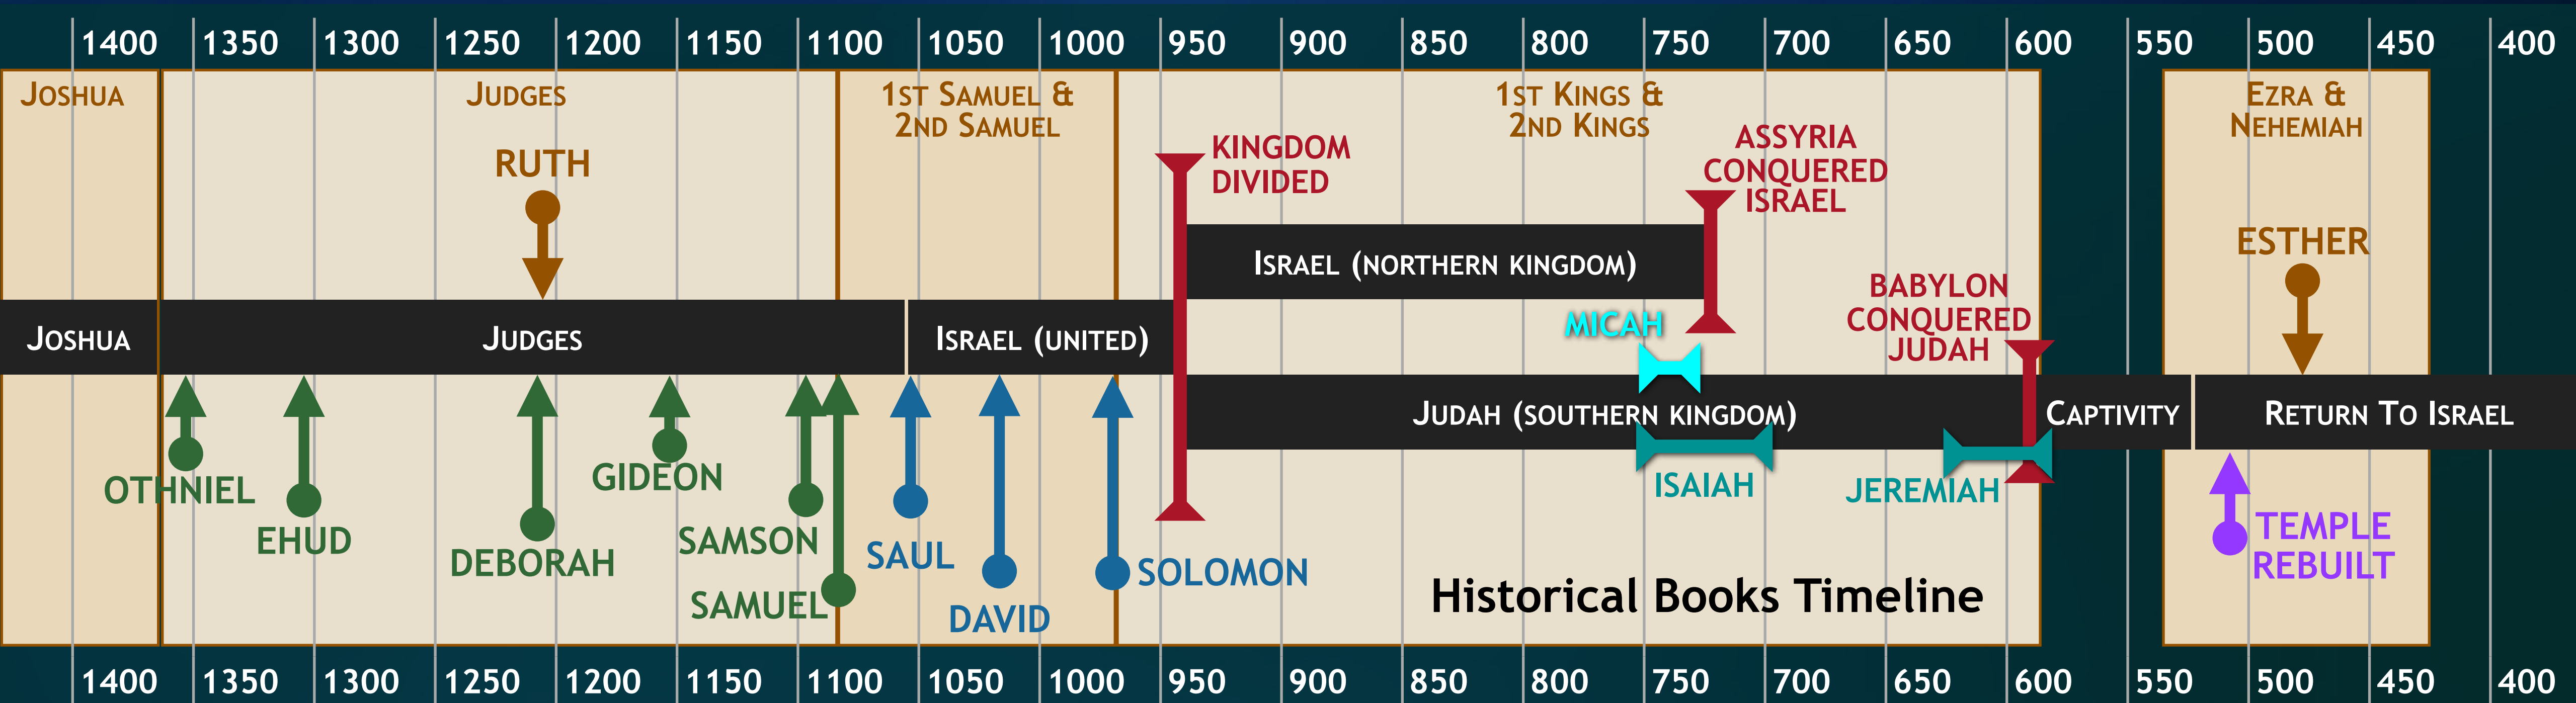 1400 1350 1300 1250 1200 1150 1100 1050 1000 950 900 850 800 750 700 650 600 550 500 450 400
Joshua
Judges
1st Samuel &
2nd Samuel
1st Kings &
2nd Kings
Ezra &
Nehemiah
RUTH
KINGDOM
DIVIDED
ASSYRIA
CONQUERED
ISRAEL
ESTHER
Israel (northern kingdom)
BABYLON
CONQUERED
JUDAH
MICAH
Joshua
Judges
Israel (united)
Judah (southern kingdom)
Captivity
Return To Israel
OTHNIEL
EHUD
DEBORAH
GIDEON
SAMSON
SAMUEL
SAUL
DAVID
SOLOMON
ISAIAH
JEREMIAH
TEMPLE
REBUILT
Historical Books Timeline
1400 1350 1300 1250 1200 1150 1100 1050 1000 950 900 850 800 750 700 650 600 550 500 450 400